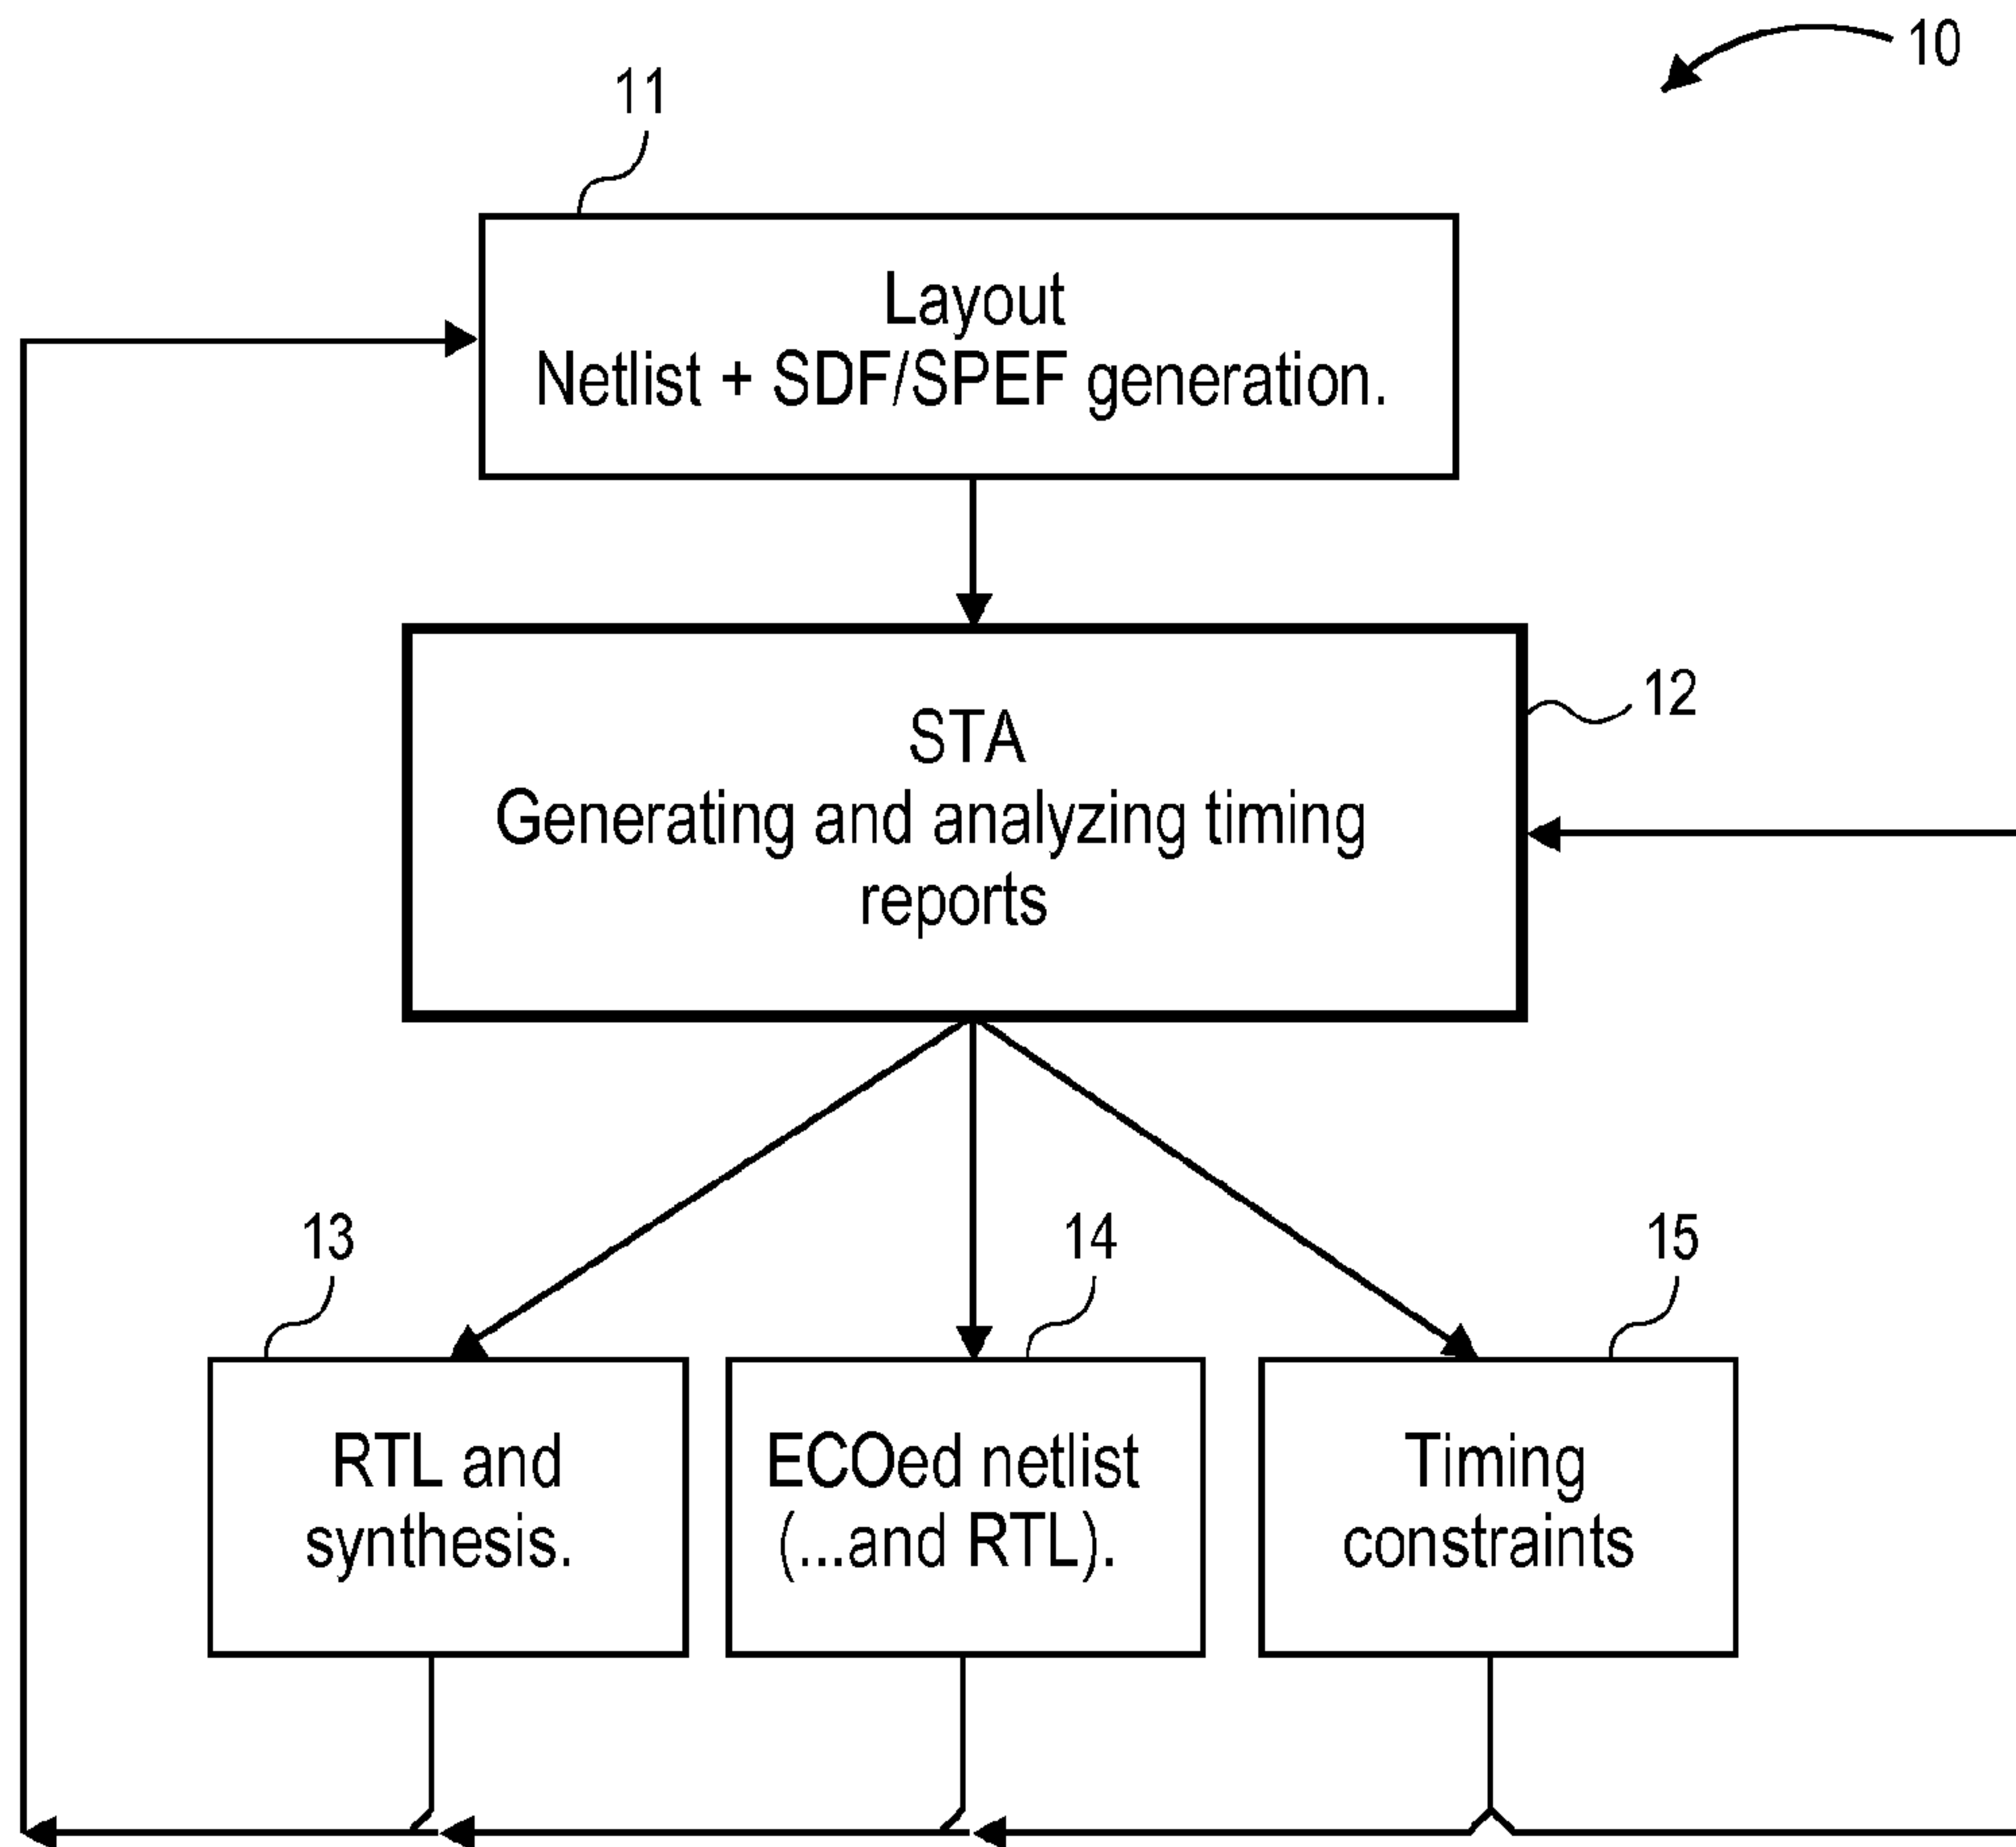 10
11
Layout
Netlist + SDF/SPEF generation.
12
STA
Generating and analyzing timing
reports
13
14
15
RTL and
synthesis.
ECOed netlist
(...and RTL).
Timing
constraints